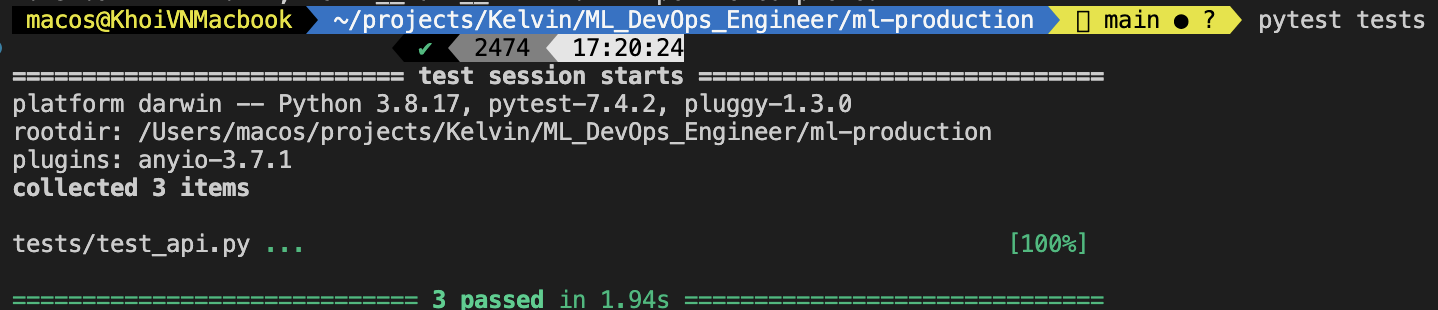 macos@KhoiVNMacbook ~/projects/Kelvin/ML_DevOps_Engineer/ml-production main ● ? pytest tests
✔ 2474 17:20:24
=========================== test session starts ===========================
platform darwin -- Python 3.8.17, pytest-7.4.2, pluggy-1.3.0
rootdir: /Users/macos/projects/Kelvin/ML_DevOps_Engineer/ml-production
plugins: anyio-3.7.1
collected 3 items
tests/test_api.py ... [100%]
============================ 3 passed in 1.94s ============================